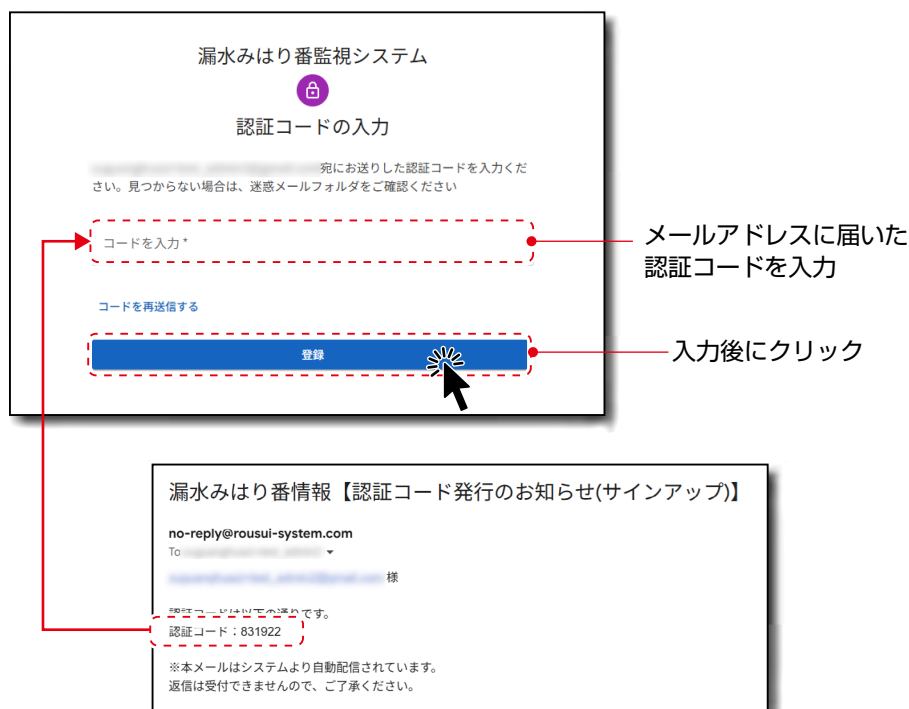 漏水みはり番監視システム
認証コードの入力
宛にお送りした認証コードを入力くだ
さい。見つからない場合は、迷惑メールフォルダをご確認ください
コードを入力 *
メールアドレスに届いた
認証コードを入力
コードを再送信する
登録
入力後にクリック
漏水みはり番情報【認証コード発行のお知らせ(サインアップ)】
no-reply@rousui-system.com
To
様
認証コードは以下の通りです。
認証コード：831922
※本メールはシステムより自動配信されています。
返信は受付できませんので、ご了承ください。